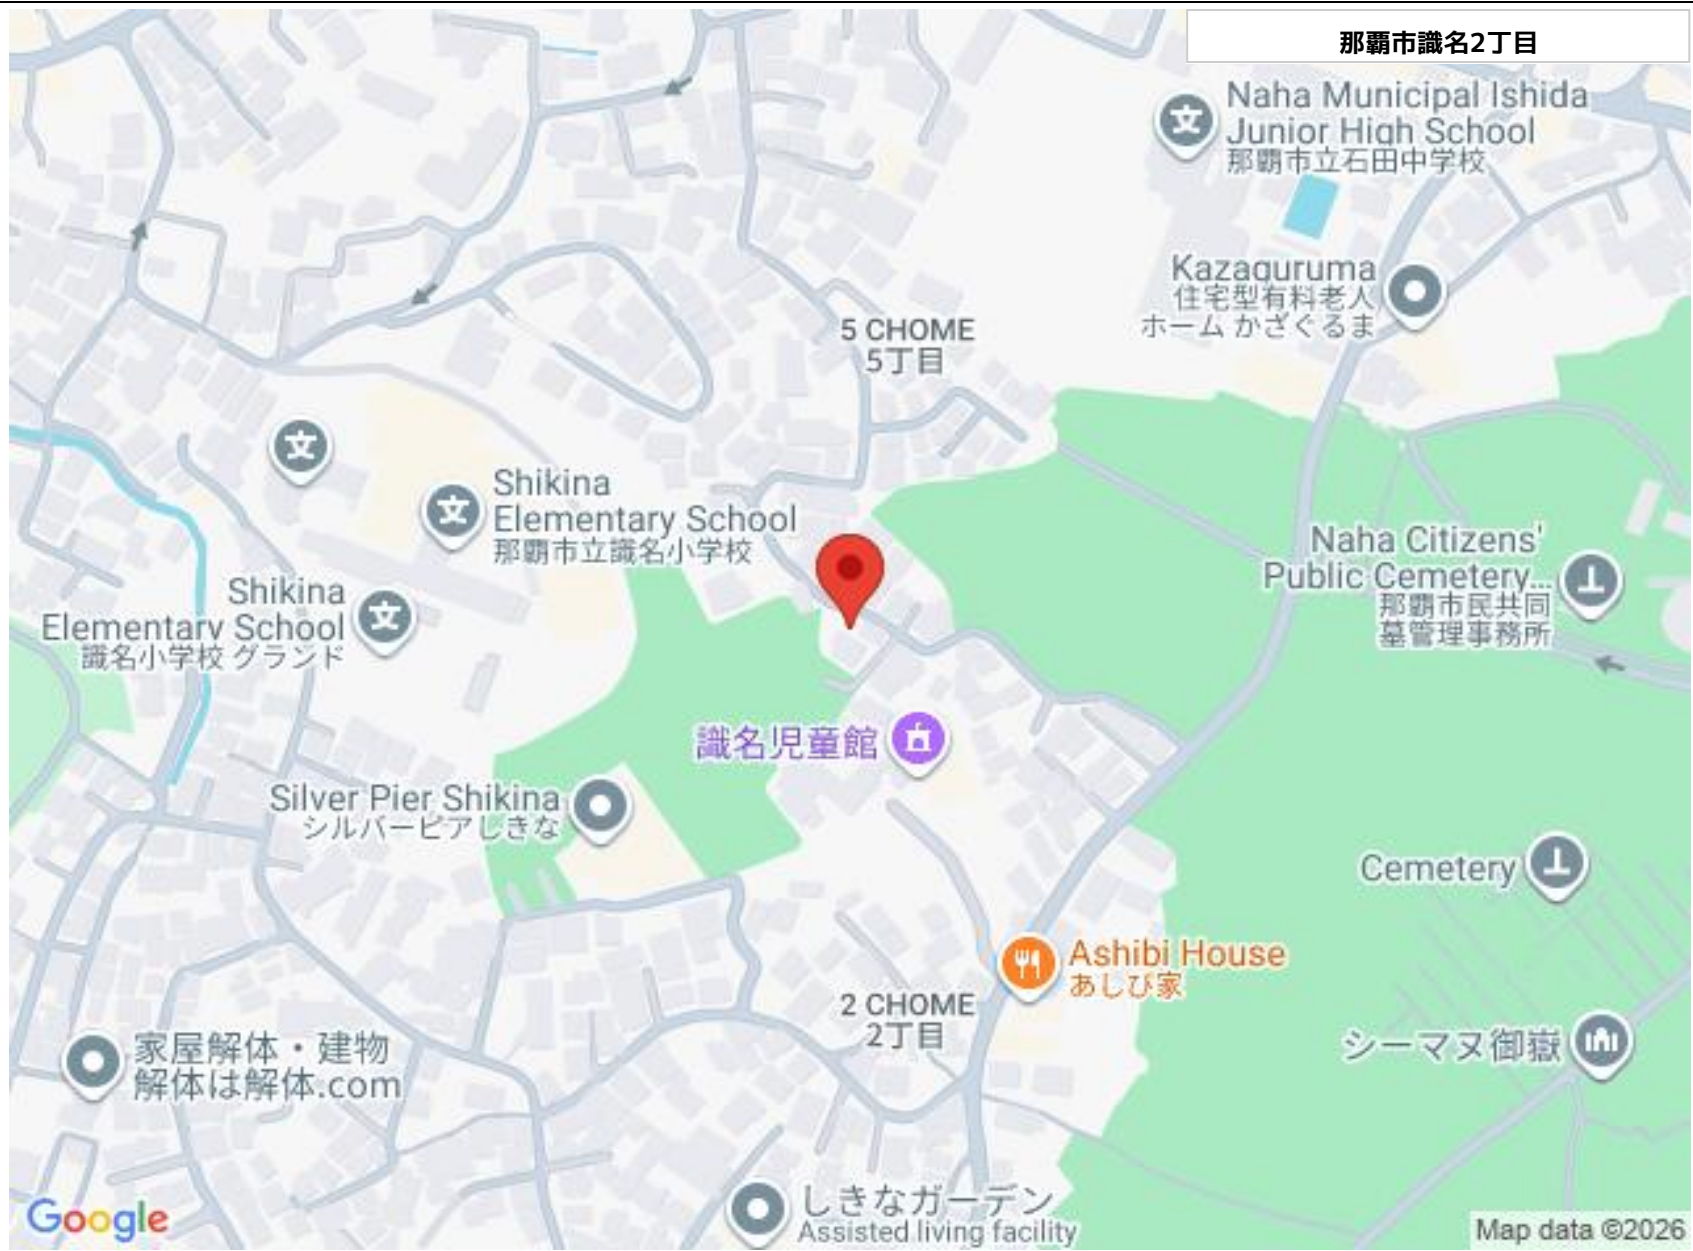 那覇市識名2丁目
Naha Municipal Ishida
Junior High School
那覇市立石田中学校
Kazaguruma
住宅型有料老人
ホーム かざぐるま
5 CHOME
5丁目
Shikina
Elementary School
那覇市立識名小学校
Naha Citizens'
Public Cemetery...
那覇市民共同
墓管理事務所
Shikina
Elementary School
識名小学校 グランド
識名児童館
Silver Pier Shikina
シルバーピアしきな
Cemetery
Ashibi House
あしび家
2 CHOME
2丁目
シーマヌ御嶽
家屋解体・建物
解体は解体.com
しきなガーデン
Assisted living facility
Google
Map data ©2026